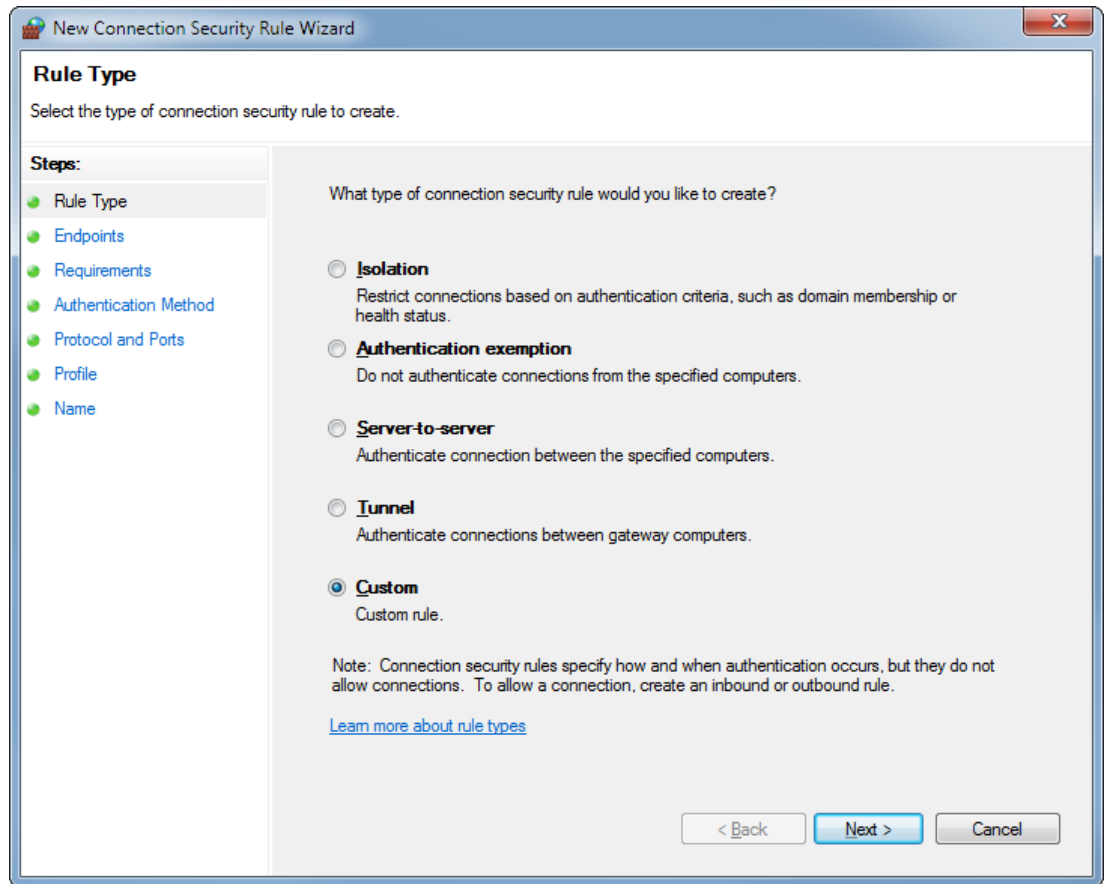 New Connection Security Rule Wizard
Rule Type
Select the type of connection security rule to create.
Steps:
Rule Type
Endpoints
Requirements
Authentication Method
Protocol and Ports
Profile
Name
What type of connection security rule would you like to create?
Isolation
Restrict connections based on authentication criteria, such as domain membership or
health status.
Authentication exemption
Do not authenticate connections from the specified computers.
Server-to-server
Authenticate connection between the specified computers.
Tunnel
Authenticate connections between gateway computers.
Custom
Custom rule.
Note:  Connection security rules specify how and when authentication occurs, but they do not
allow connections.  To allow a connection, create an inbound or outbound rule.
Learn more about rule types
< Back
Next >
Cancel